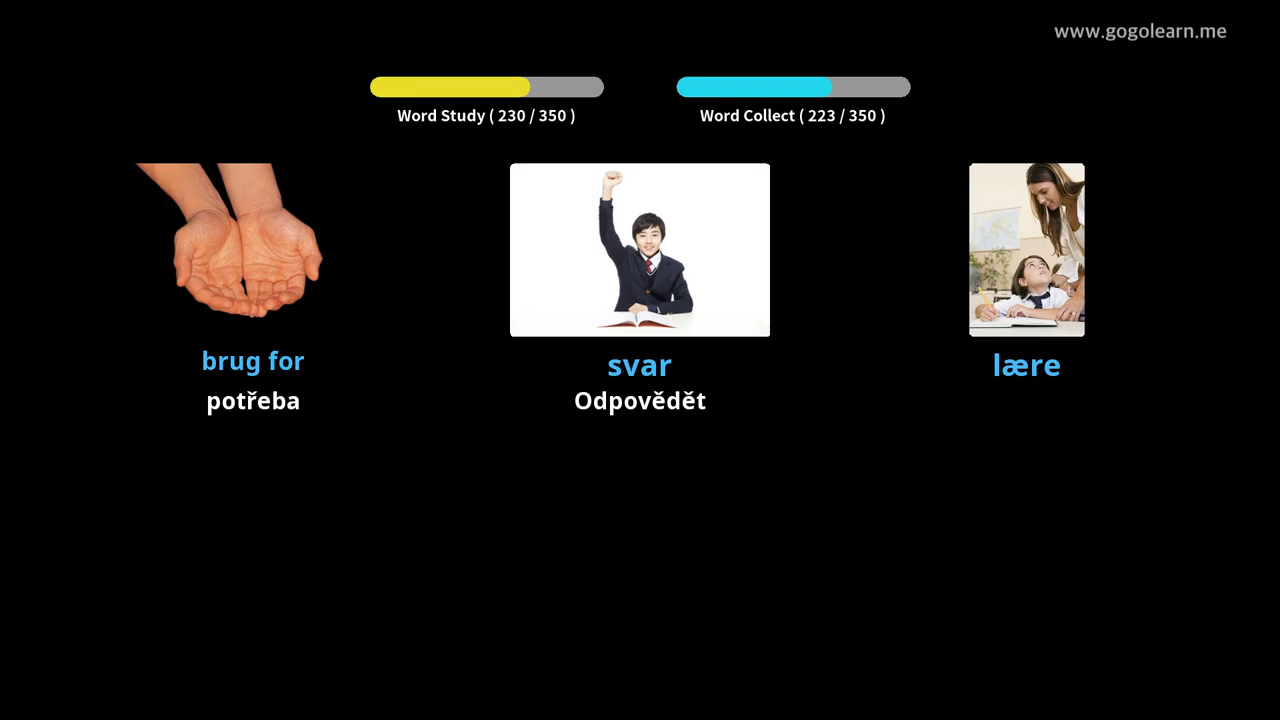 www.gogolearn.me
Word Study ( 230 / 350 )
Word Collect ( 223 / 350 )
brug for
potřeba
svar
Odpovědět
lære